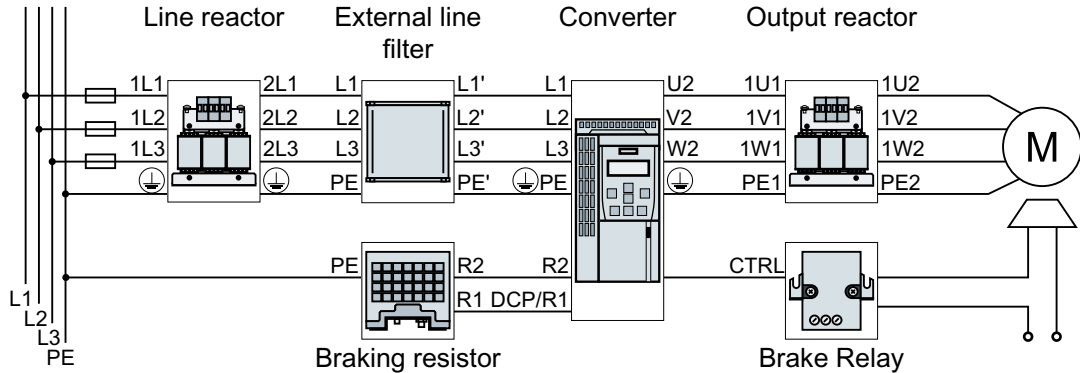 Line reactor External line filter Converter Output reactor
1L1 2L1 L1 L1' L1 U2 1U1 1U2
1L2 2L2 L2 L2' L2 V2 1V1 1V2
1L3 2L3 L3 L3' L3 W2 1W1 1W2
PE PE' PE PE1 PE2
M
PE R2 R2 CTRL
R1 DCP/R1
L1
L2
L3
PE
Braking resistor Brake Relay